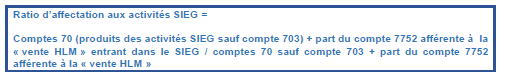 Ratio d’affectation aux activités SIEG =
Comptes 70 (produits des activités SIEG sauf compte 703) + part du compte 7752 afférente à la
« vente HLM » entrant dans le SIEG / comptes 70 sauf compte 703 + part du compte 7752
afférente à la « vente HLM »